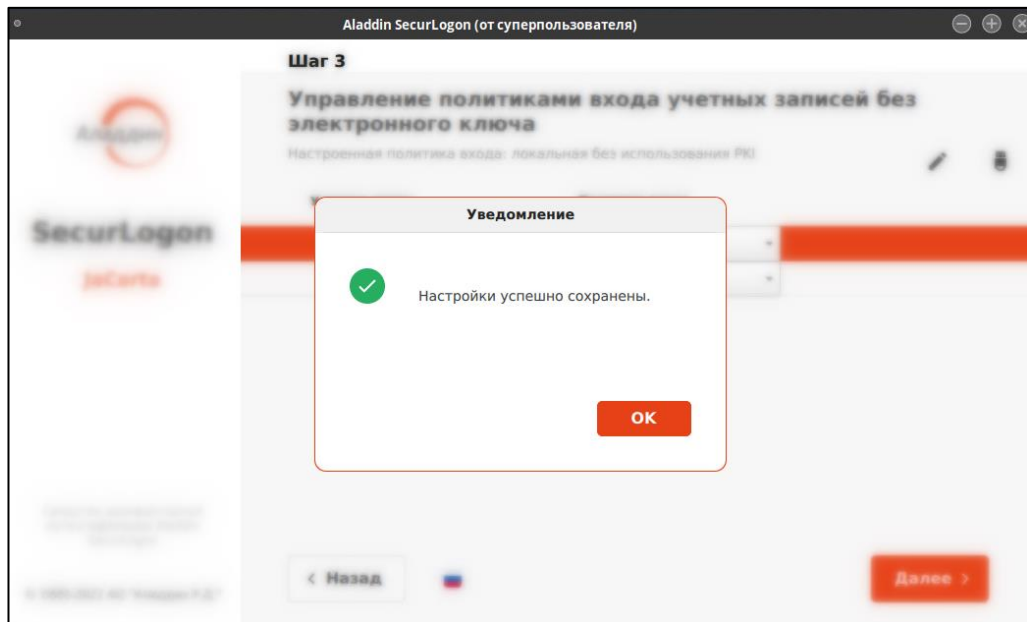 Aladdin SecurLogon (от суперпользователя)
Шаг 3
Управление политиками входа учетных записей без
электронного ключа
Настроенная политика входа: локальная без использования PKI
Аладдин
SecurLogon
JaCarta
Уведомление
Настройки успешно сохранены.
OK
Назад
Далее